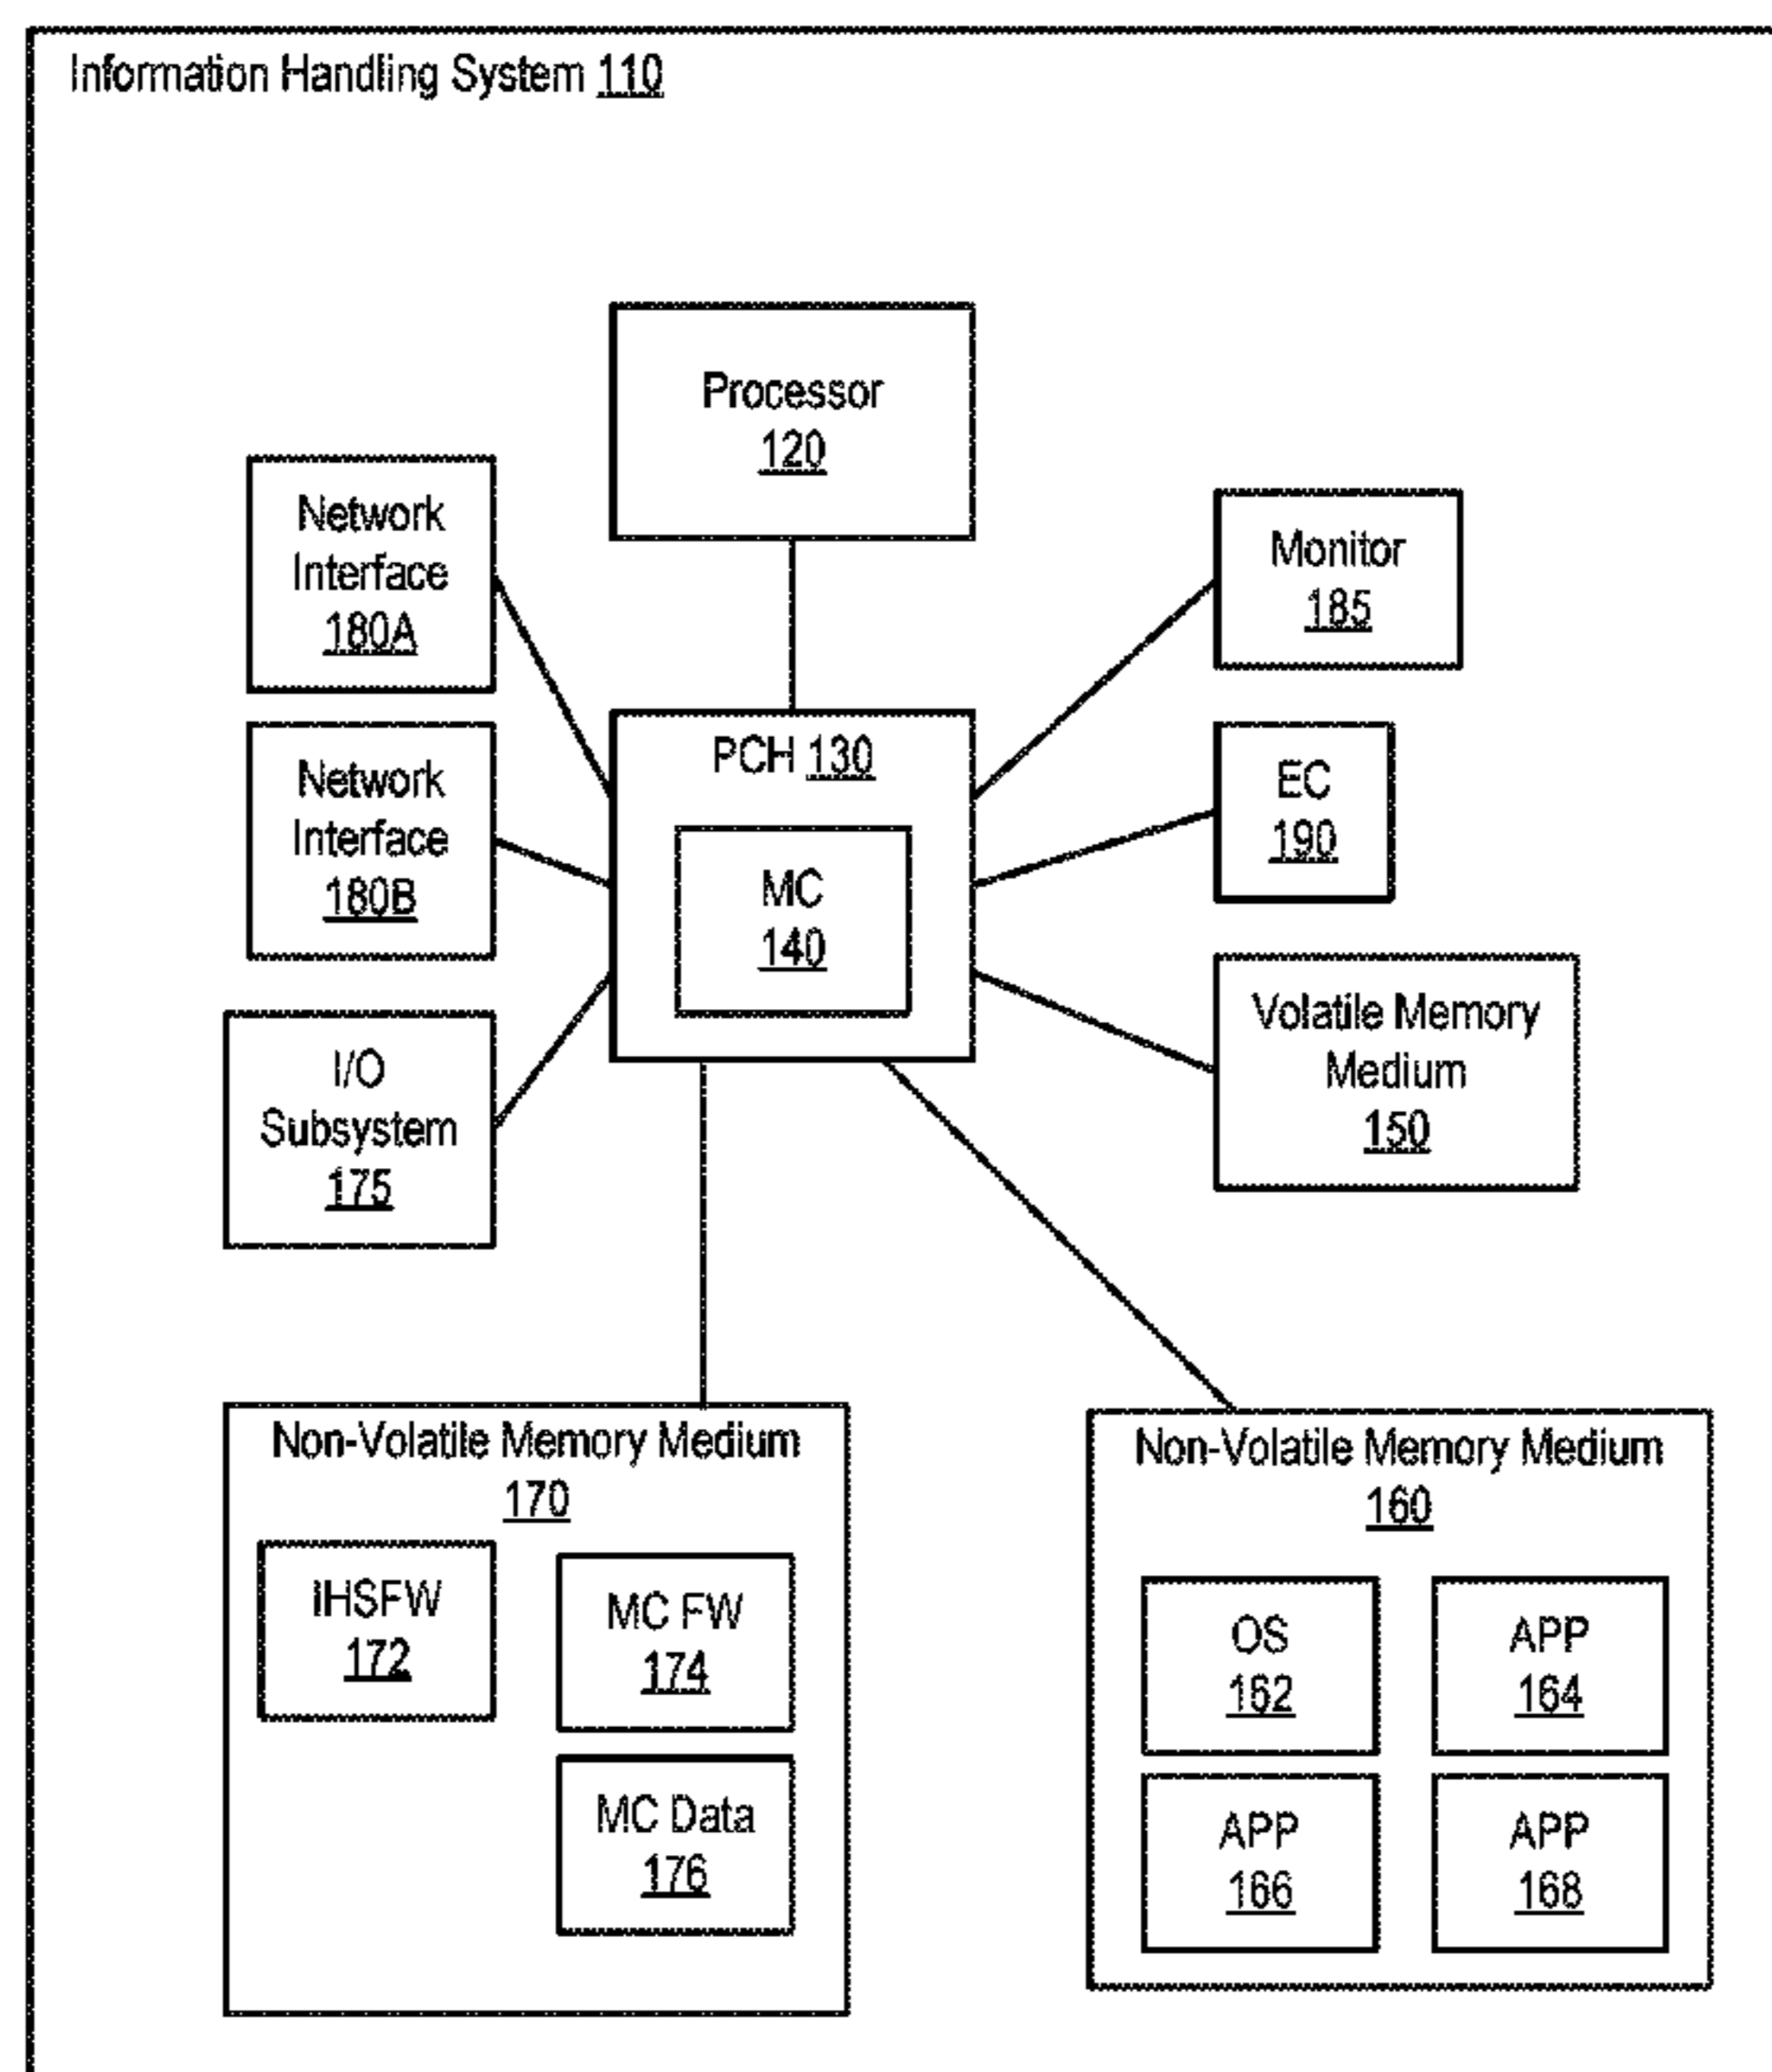 Information Handling System 110
Processor
120
Network
Interface
180A
Monitor
185
Network
Interface
180B
PCH 130
MC
140
EC
190
I/O
Subsystem
175
Volatile Memory
Medium
150
Non-Volatile Memory Medium
170
IHSFW
172
MC FW
174
MC Data
176
Non-Volatile Memory Medium
160
OS
162
APP
164
APP
166
APP
168